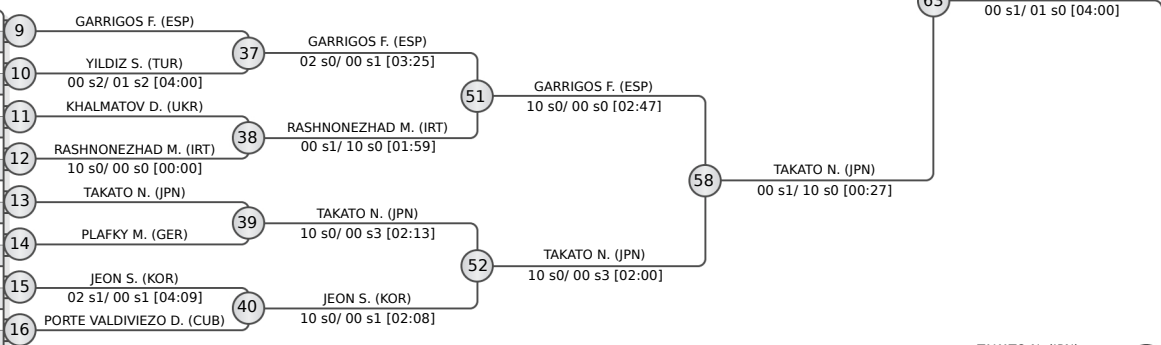 63
00 s1/ 01 s0 [04:00]
9
GARRIGOS F. (ESP)
37
GARRIGOS F. (ESP)
02 s0/ 00 s1 [03:25]
10
YILDIZ S. (TUR)
00 s2/ 01 s2 [04:00]
51
GARRIGOS F. (ESP)
10 s0/ 00 s0 [02:47]
11
KHALMATOV D. (UKR)
38
RASHNONEZHAD M. (IRT)
00 s1/ 10 s0 [01:59]
12
RASHNONEZHAD M. (IRT)
10 s0/ 00 s0 [00:00]
58
TAKATO N. (JPN)
00 s1/ 10 s0 [00:27]
13
TAKATO N. (JPN)
39
TAKATO N. (JPN)
10 s0/ 00 s3 [02:13]
14
PLAFKY M. (GER)
52
TAKATO N. (JPN)
10 s0/ 00 s3 [02:00]
15
JEON S. (KOR)
02 s1/ 00 s1 [04:09]
40
JEON S. (KOR)
10 s0/ 00 s1 [02:08]
16
PORTE VALDIVIEZO D. (CUB)